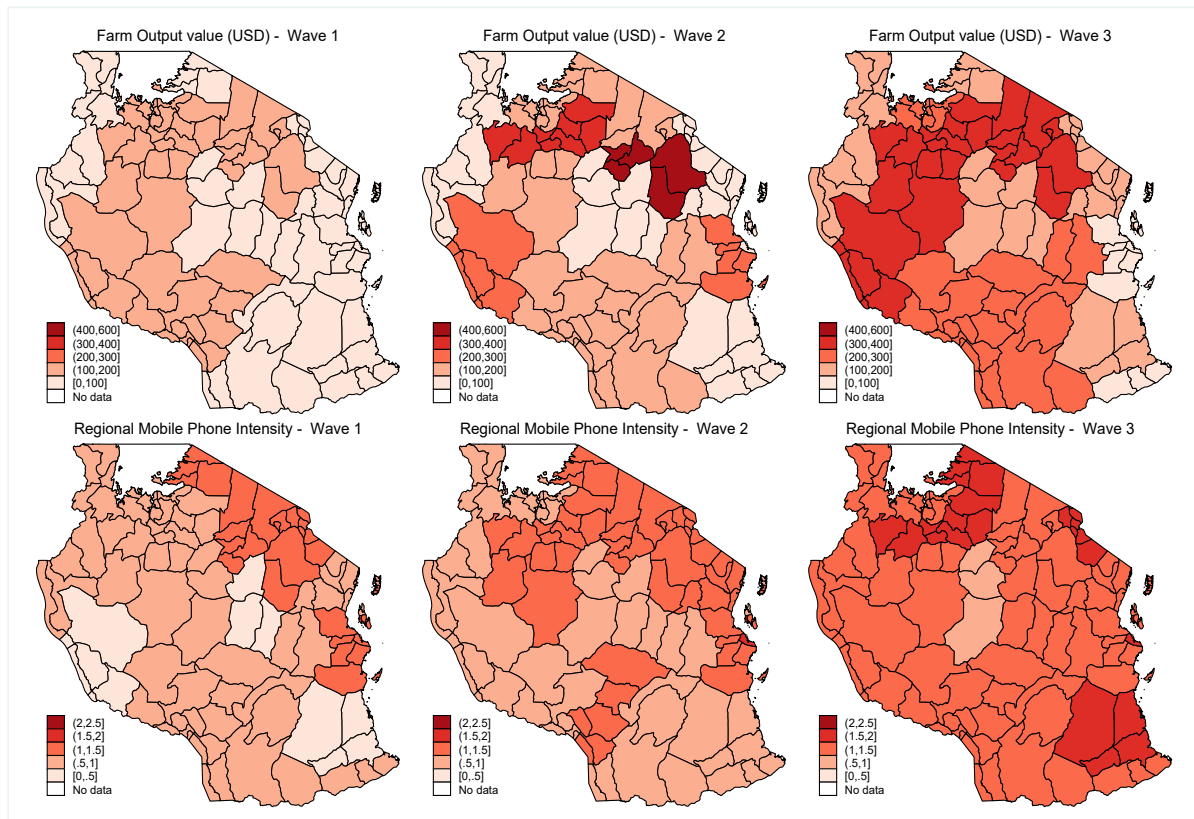 Farm Output value (USD) - Wave 1
(400,600]
(300,400]
(200,300]
(100,200]
[0,100]
No data
Farm Output value (USD) - Wave 2
(400,600]
(300,400]
(200,300]
(100,200]
[0,100]
No data
Farm Output value (USD) - Wave 3
(400,600]
(300,400]
(200,300]
(100,200]
[0,100]
No data
Regional Mobile Phone Intensity - Wave 1
(2,2.5]
(1.5,2]
(1,1.5]
(.5,1]
[0,.5]
No data
Regional Mobile Phone Intensity - Wave 2
(2,2.5]
(1.5,2]
(1,1.5]
(.5,1]
[0,.5]
No data
Regional Mobile Phone Intensity - Wave 3
(2,2.5]
(1.5,2]
(1,1.5]
(.5,1]
[0,.5]
No data